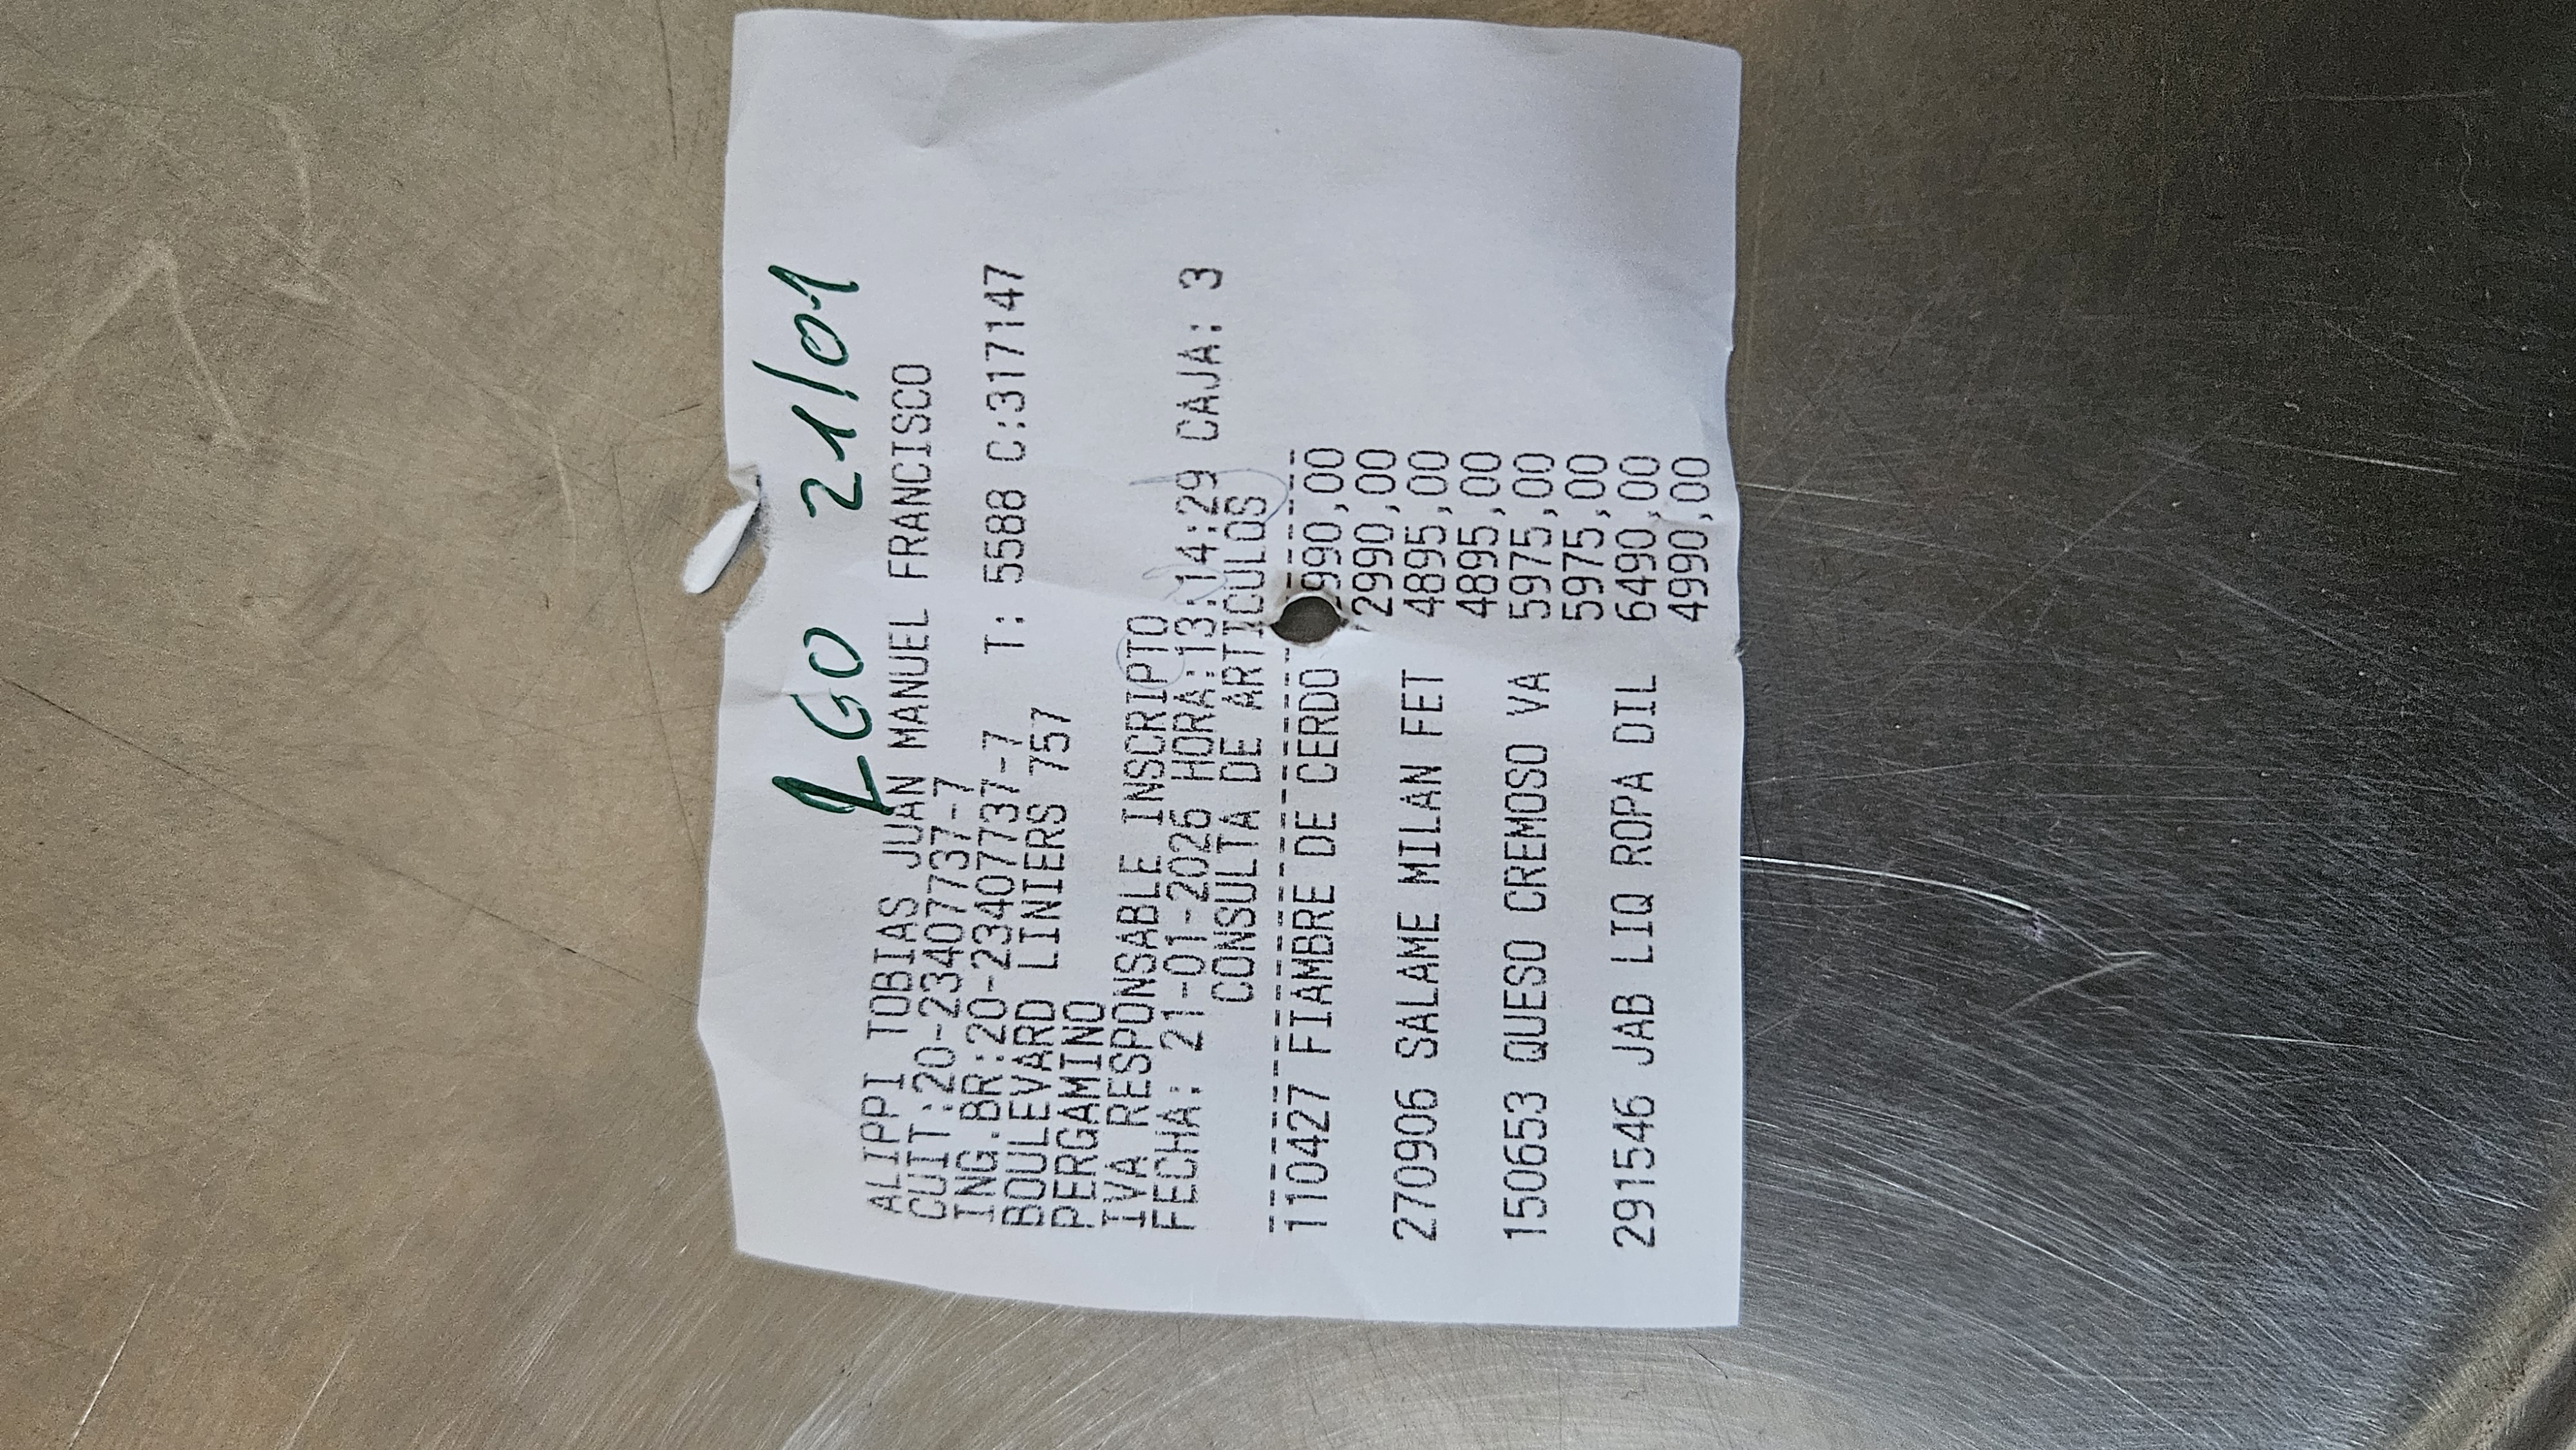 LGO 21/01
ALIPPI TOBIAS JUAN MANUEL FRANCISCO
CUIT:20-23407737-7
ING.BR:20-23407737-7 T: 5588 C:317147
BOULEVARD LINIERS 757
PERGAMINO
IVA RESPONSABLE INSCRIPTO
FECHA: 21-01-2026 HORA:13:14:29 CAJA: 3
CONSULTA DE ARTICULOS
110427 FIAMBRE DE CERDO 990,00
2990,00
270906 SALAME MILAN FET 4895,00
4895,00
150653 QUESO CREMOSO VA 5975,00
5975,00
291546 JAB LIQ ROPA DIL 6490,00
4990,00